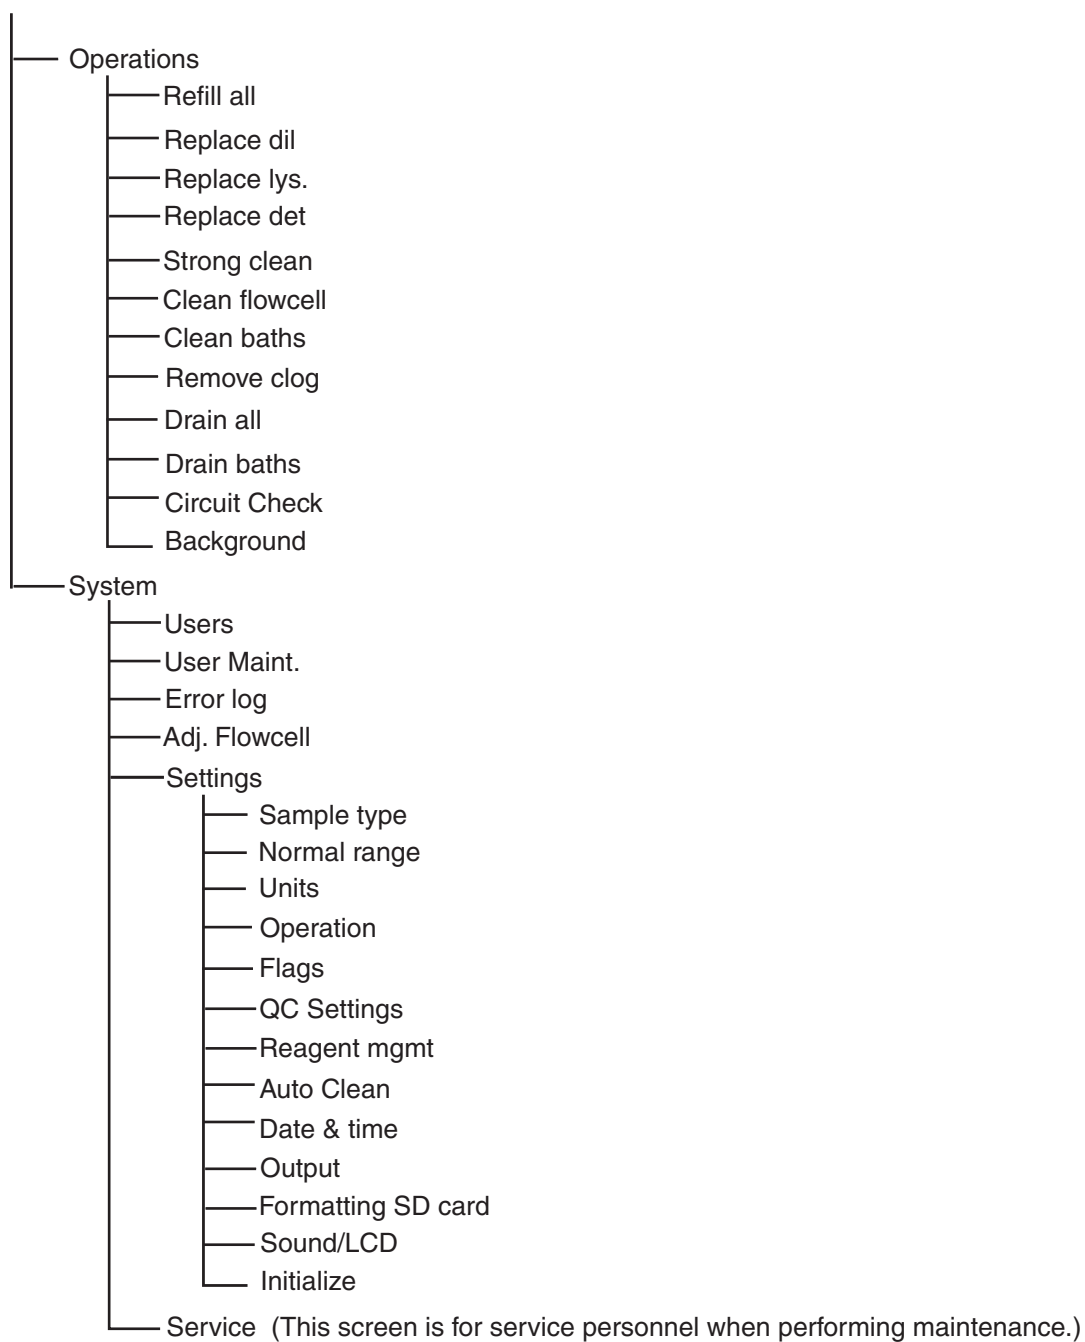 Operations
Refill all
Replace dil
Replace lys.
Replace det
Strong clean
Clean flowcell
Clean baths
Remove clog
Drain all
Drain baths
Circuit Check
Background
System
Users
User Maint.
Error log
Adj. Flowcell
Settings
Sample type
Normal range
Units
Operation
Flags
QC Settings
Reagent mgmt
Auto Clean
Date & time
Output
Formatting SD card
Sound/LCD
Initialize
Service (This screen is for service personnel when performing maintenance.)